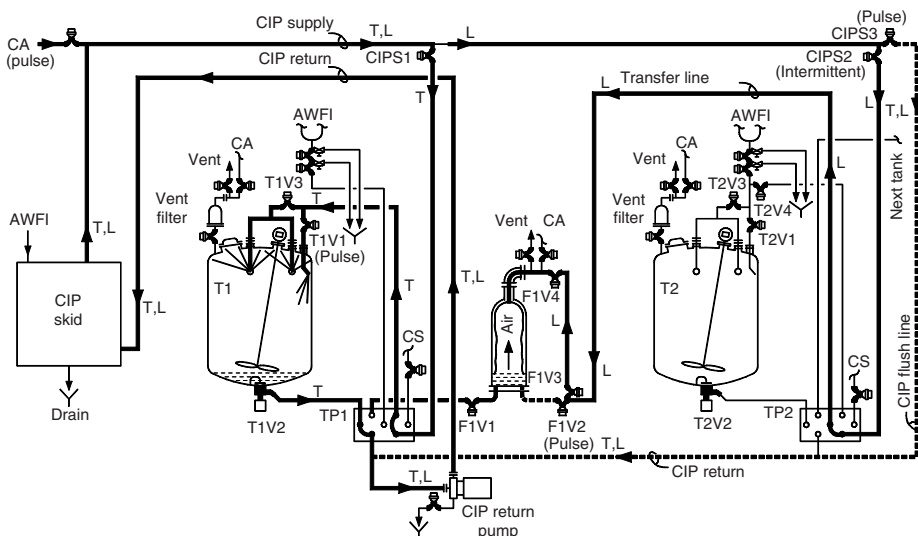 CA
(pulse)
CIP supply
T,L
CIPS1
L
(Pulse)
CIPS3
CIPS2
(Intermittent)
CIP return
T
L
Transfer line
L
T,L
AWFI
CA
Vent
T1V3
Vent
filter
T
T1V1
(Pulse)
T1
AWFI
CIP
skid
Drain
T,L
T,L
T,L
T
T1V2
T
TP1
CS
Vent
CA
F1V4
Air
L
F1V3
F1V1
F1V2
(Pulse)
L
AWFI
CA
Vent
T2V3
T2V4
Vent
filter
T2V1
T2
L
Next tank
CS
TP2
T2V2
CIP flush line
T,L
CIP return
T,L
CIP return
pump